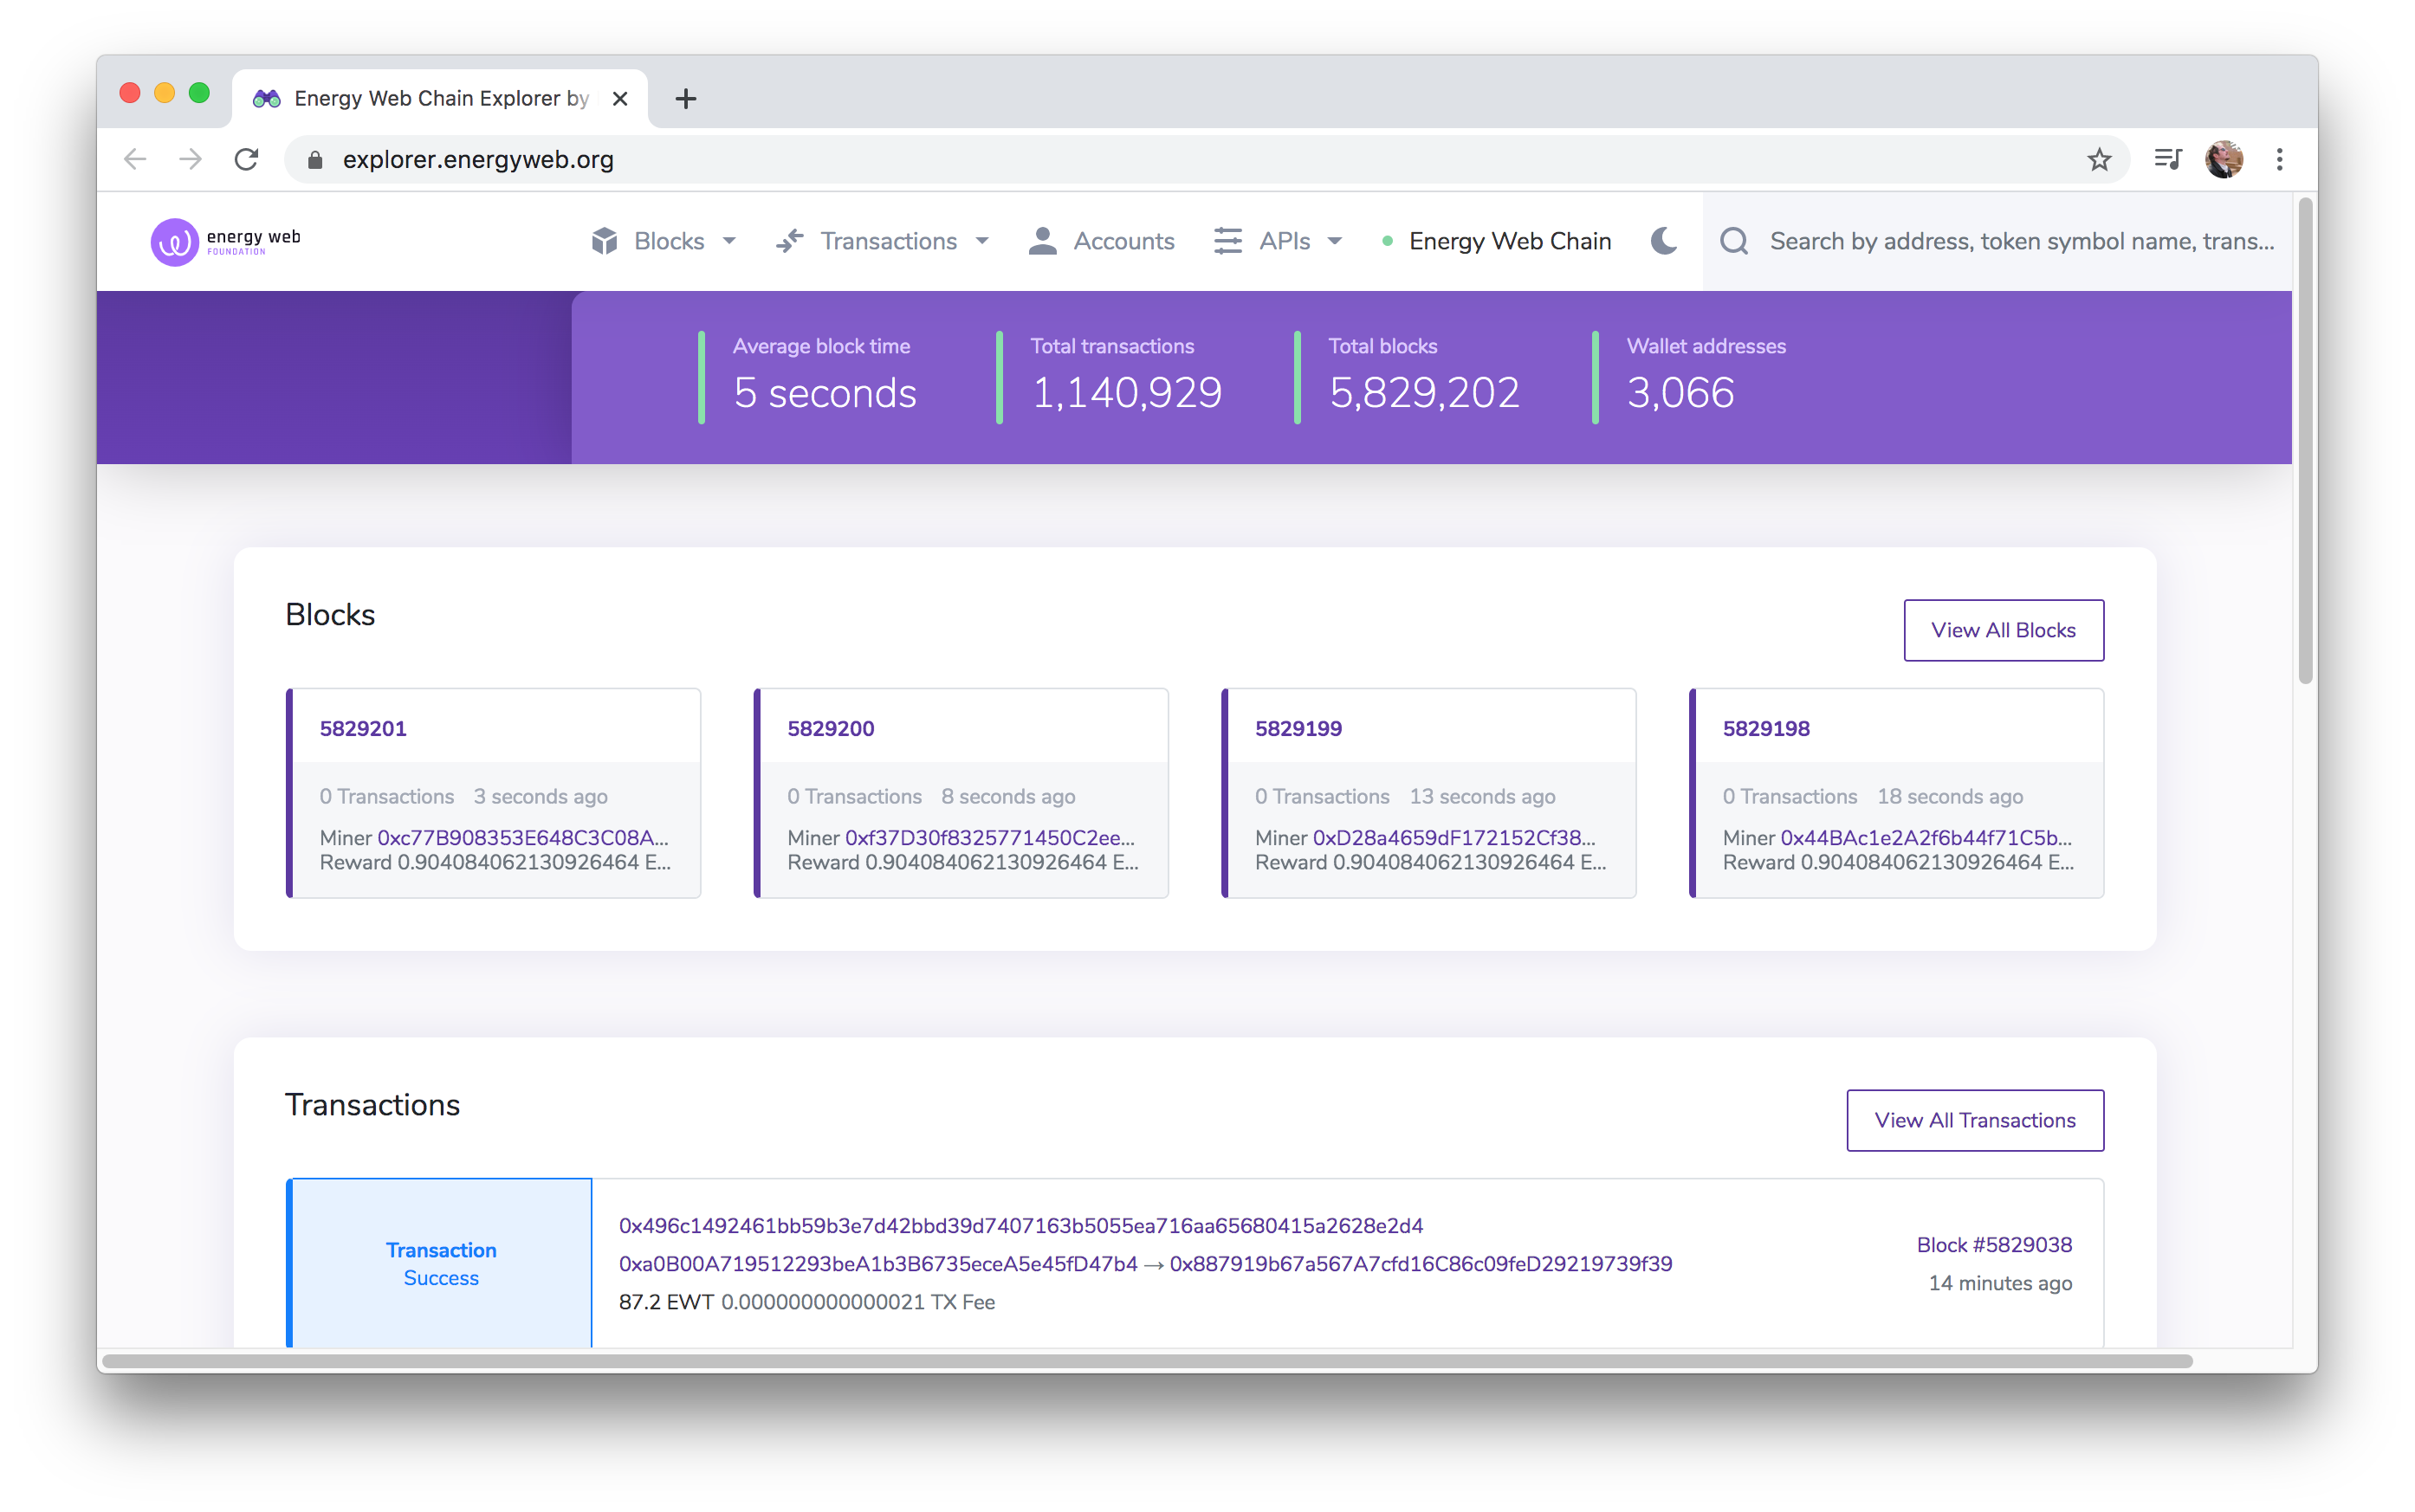 Energy Web Chain Explorer by
explorer.energyweb.org
energy web
FOUNDATION
Blocks
Transactions
Accounts
APIs
Energy Web Chain
Search by address, token symbol name, trans...
Average block time
5 seconds
Total transactions
1,140,929
Total blocks
5,829,202
Wallet addresses
3,066
Blocks
View All Blocks
5829201
0 Transactions 3 seconds ago
Miner 0xc77B908353E648C3C08A...
Reward 0.904084062130926464 E...
5829200
0 Transactions 8 seconds ago
Miner 0xf37D30f8325771450C2ee...
Reward 0.904084062130926464 E...
5829199
0 Transactions 13 seconds ago
Miner 0xD28a4659dF172152Cf38...
Reward 0.904084062130926464 E...
5829198
0 Transactions 18 seconds ago
Miner 0x44BAc1e2A2f6b44f71C5b...
Reward 0.904084062130926464 E...
Transactions
View All Transactions
Transaction
Success
0x496c1492461bb59b3e7d42bbd39d7407163b5055ea716aa65680415a2628e2d4
0xa0B00A719512293beA1b3B6735eceA5e45fD47b4 → 0x887919b67a567A7cfd16C86c09feD29219739f39
87.2 EWT 0.000000000000021 TX Fee
Block #5829038
14 minutes ago